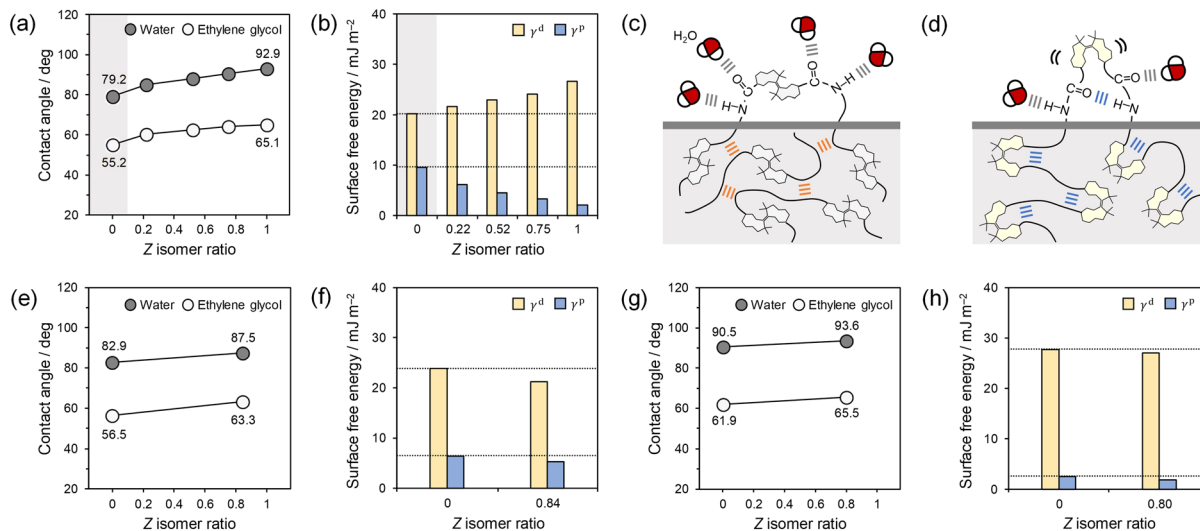 (a)
Water Ethylene glycol
Contact angle / deg
120
100
80
60
40
20
79.2
92.9
55.2
65.1
0 0.2 0.4 0.6 0.8 1
Z isomer ratio
(b)
γᵈ γᵖ
Surface free energy / mJ m⁻²
40
30
20
10
0
0 0.22 0.52 0.75 1
Z isomer ratio
(c)
H₂O
O
C
N
H
O
C
H
N
(d)
C
O
H
N
C
O
H
N
(e)
Water Ethylene glycol
Contact angle / deg
120
100
80
60
40
20
82.9
87.5
56.5
63.3
0 0.2 0.4 0.6 0.8 1
Z isomer ratio
(f)
γᵈ γᵖ
Surface free energy / mJ m⁻²
40
30
20
10
0
0 0.84
Z isomer ratio
(g)
Water Ethylene glycol
Contact angle / deg
120
100
80
60
40
20
90.5
93.6
61.9
65.5
0 0.2 0.4 0.6 0.8 1
Z isomer ratio
(h)
γᵈ γᵖ
Surface free energy / mJ m⁻²
40
30
20
10
0
0 0.80
Z isomer ratio